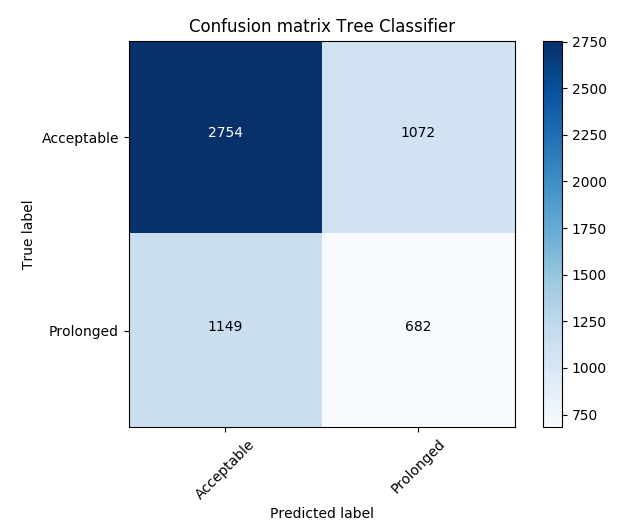 Confusion matrix Tree Classifier
True label
Acceptable
Prolonged
2754
1072
1149
682
Acceptable
Prolonged
Predicted label
2750
2500
2250
2000
1750
1500
1250
1000
750